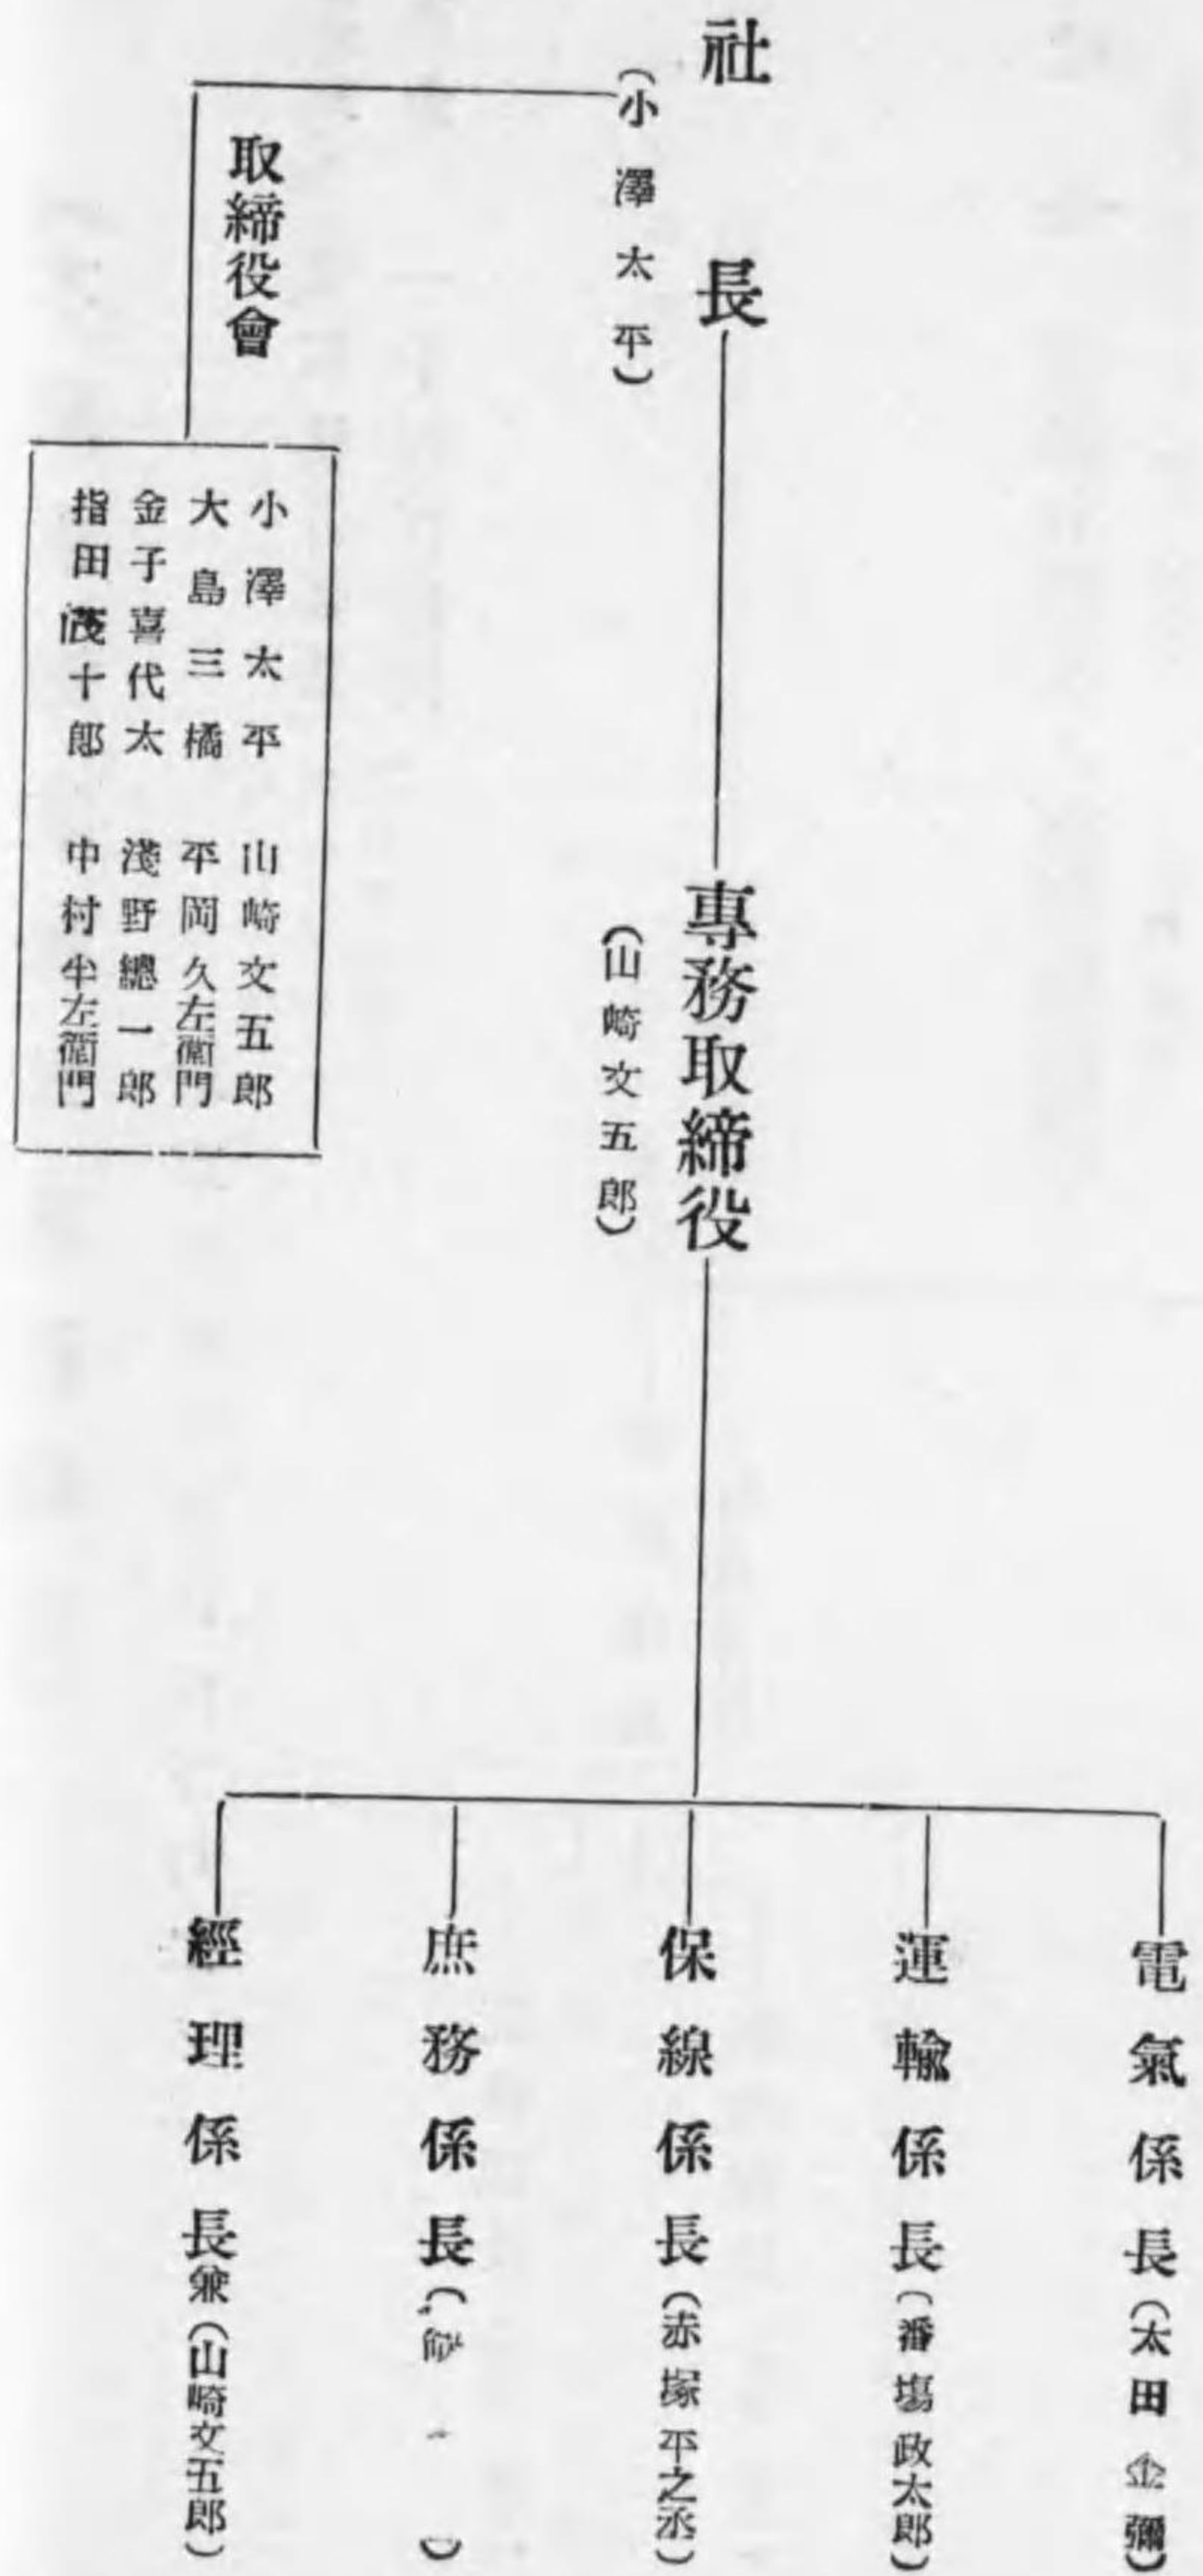 社長
(小澤太平)
專務取締役
(山崎文五郎)
電氣係長(太田金彌)
運輸係長(番塲政太郎)
保線係長(赤塚平之丞)
庶務係長( )
經理係長兼(山崎文五郎)
取締役會
小澤太平 山崎文五郎
大島三橘 平岡久左衞門
金子喜代太 淺野總一郎
指田茂十郎 中村半左衞門